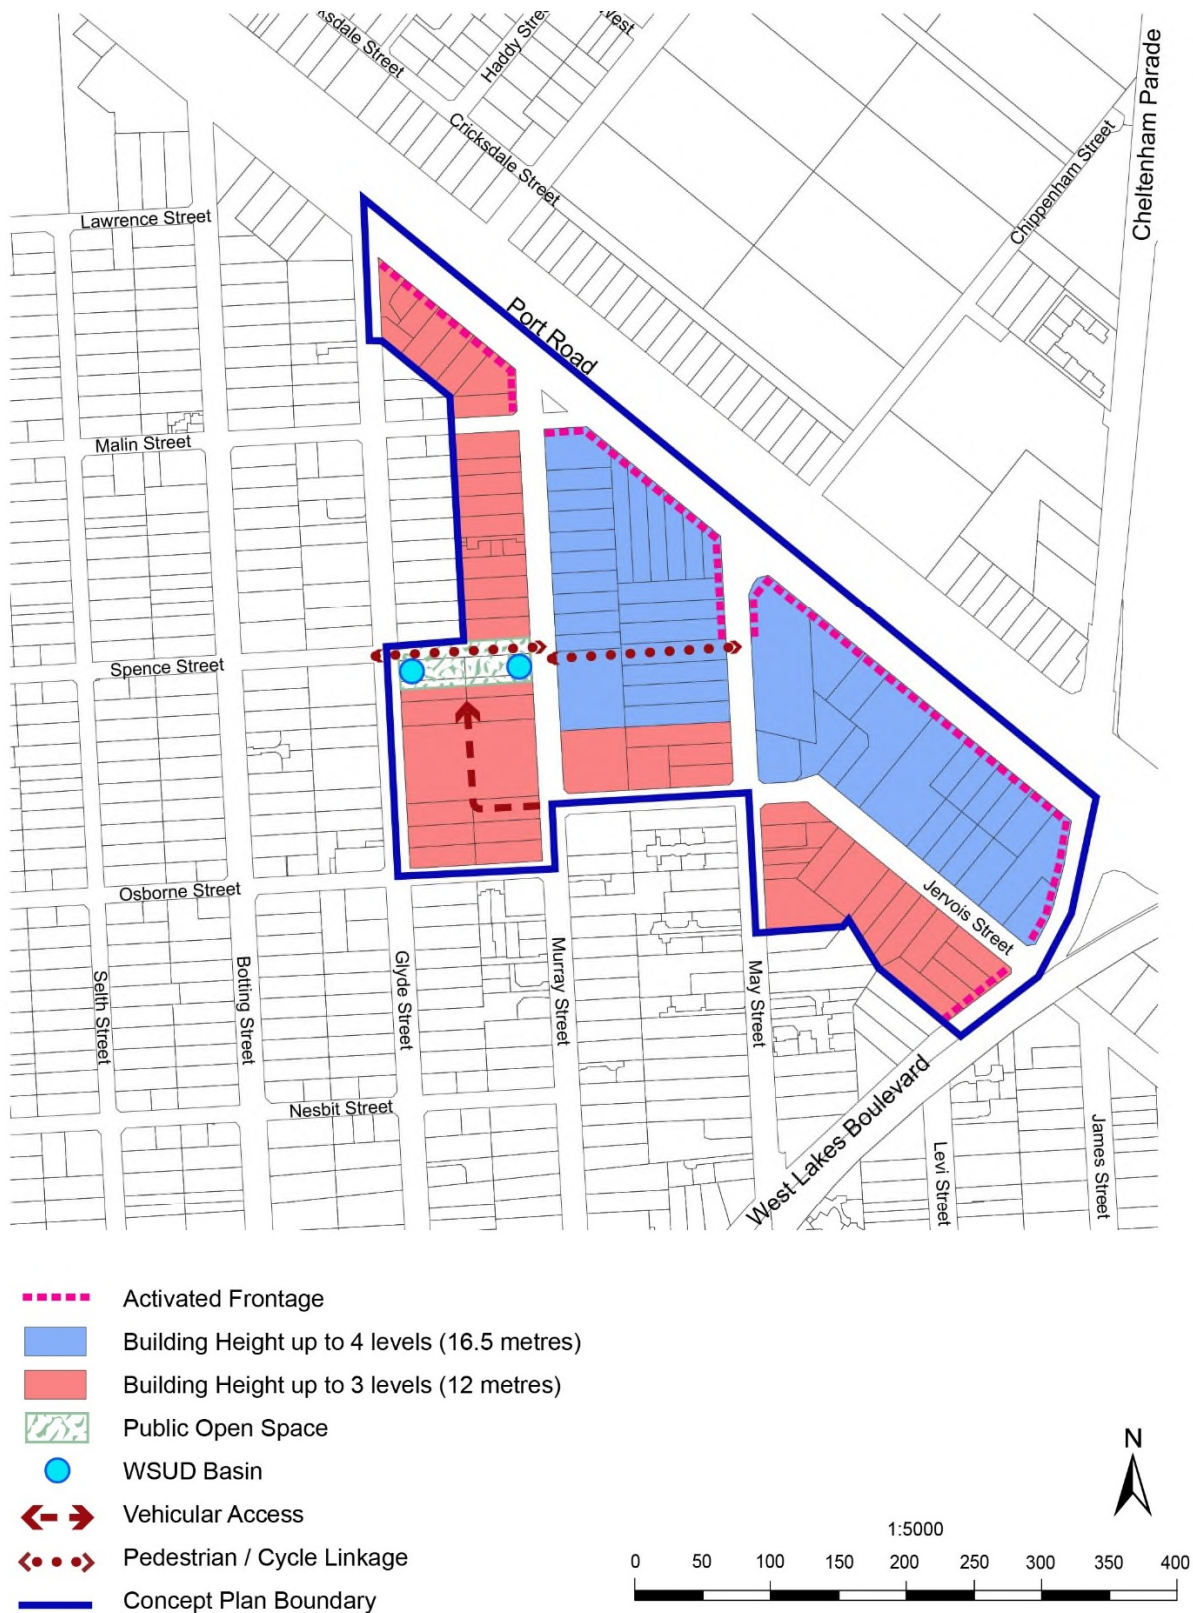 cksdale Street
Haddy Stree
West
Cricksdale Street
Chippenham Street
Cheltenham Parade
Lawrence Street
Port Road
Malin Street
Spence Street
Osborne Street
Jervois Street
Selth Street
Botting Street
Glyde Street
Murray Street
May Street
Nesbit Street
West Lakes Boulevard
Levi Street
James Street
Activated Frontage
Building Height up to 4 levels (16.5 metres)
Building Height up to 3 levels (12 metres)
Public Open Space
WSUD Basin
Vehicular Access
Pedestrian / Cycle Linkage
Concept Plan Boundary
N
1:5000
0 50 100 150 200 250 300 350 400